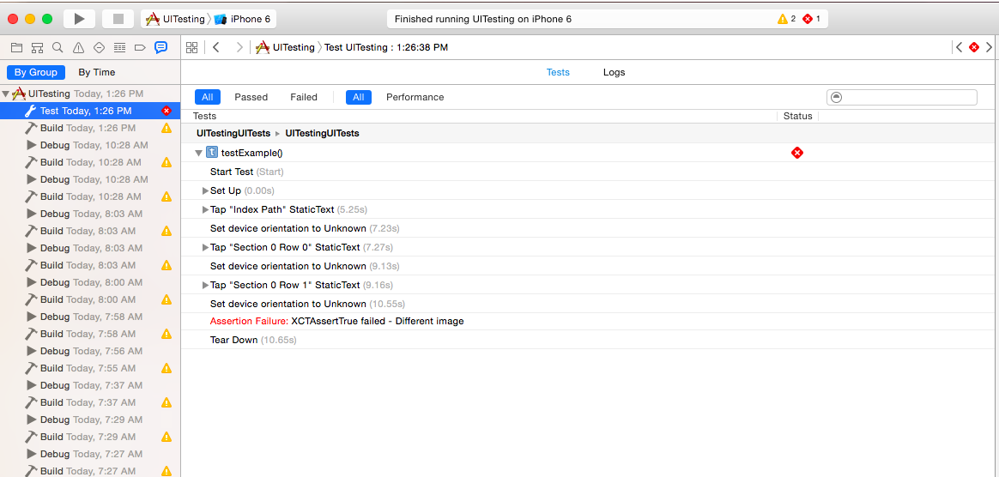 UITesting iPhone 6
Finished running UITesting on iPhone 6
2 1
UITesting Test UITesting : 1:26:38 PM
By Group By Time
Tests Logs
UITesting Today, 1:26 PM
Test Today, 1:26 PM
Build Today, 1:26 PM
Debug Today, 10:28 AM
Build Today, 10:28 AM
Debug Today, 10:28 AM
Build Today, 10:28 AM
Debug Today, 8:03 AM
Build Today, 8:03 AM
Debug Today, 8:03 AM
Build Today, 8:03 AM
Debug Today, 8:00 AM
Build Today, 8:00 AM
Debug Today, 7:58 AM
Build Today, 7:58 AM
Debug Today, 7:56 AM
Build Today, 7:55 AM
Debug Today, 7:37 AM
Build Today, 7:37 AM
Debug Today, 7:29 AM
Build Today, 7:29 AM
Debug Today, 7:27 AM
Build Today, 7:27 AM
All Passed Failed All Performance
Tests Status
UITestingUITests UITestingUITests
t testExample()
Start Test (Start)
Set Up (0.00s)
Tap "Index Path" StaticText (5.25s)
Set device orientation to Unknown (7.23s)
Tap "Section 0 Row 0" StaticText (7.27s)
Set device orientation to Unknown (9.13s)
Tap "Section 0 Row 1" StaticText (9.16s)
Set device orientation to Unknown (10.55s)
Assertion Failure: XCTAssertTrue failed - Different image
Tear Down (10.65s)